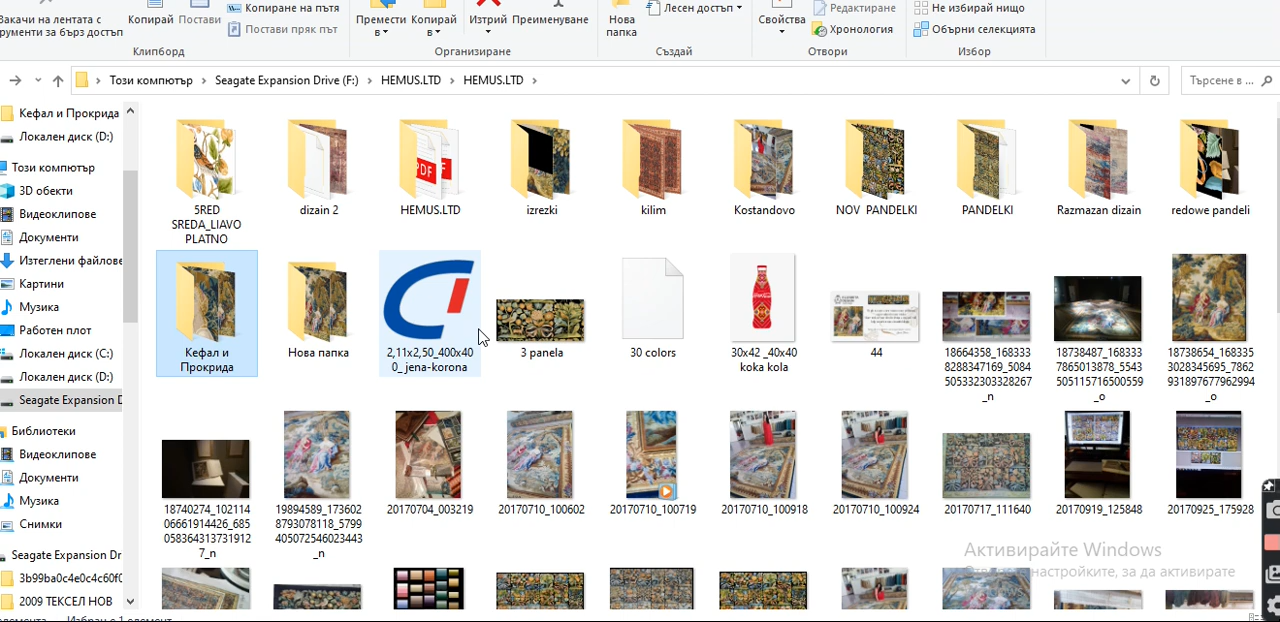 Закачи на лентата с
рументи за бърз достъп
Копирай
Постави
Копиране на пътя
Постави пряк път
Клипборд
Премести в
Копирай в
Изтрий
Преименуване
Организиране
Нова папка
Лесен достъп
Създай
Свойства
Редактиране
Хронология
Отвори
Не избирай нищо
Обърни селекцията
Избор
Този компютър
Seagate Expansion Drive (F:)
HEMUS.LTD
HEMUS.LTD
Търсене в ...
Кефал и Прокрида
Локален диск (D:)
Този компютър
3D обекти
Видеоклипове
Документи
Изтеглени файлове
Картини
Музика
Работен плот
Локален диск (C:)
Локален диск (D:)
Seagate Expansion D
Библиотеки
Видеоклипове
Документи
Музика
Снимки
Seagate Expansion Dr
3b99ba0c4e0c4c60f0
2009 ТЕКСЕЛ НОВ
5RED
SREDA_LIAVO
PLATNO
dizain 2
PDF
HEMUS.LTD
izrezki
kilim
Kostandovo
NOV PANDELKI
PANDELKI
Razmazan dizain
redowe pandeli
Кефал и
Прокрида
Нова папка
2,11x2,50_400x40
0_ jena-korona
3 panela
30 colors
30x42 _40x40
koka kola
44
18664358_168333
8288347169_5084
505332303328267
_n
18738487_168333
7865013878_5543
505115716500559
_o
18738654_168335
3028345695_7862
931897677962994
_o
18740274_102114
06661914426_685
058364313731912
7_n
19894589_173602
8793078118_5799
405072546023443
_n
20170704_003219
20170710_100602
20170710_100719
20170710_100918
20170710_100924
20170717_111640
20170919_125848
20170925_175928
Активирайте Windows
настройките, за да активирате